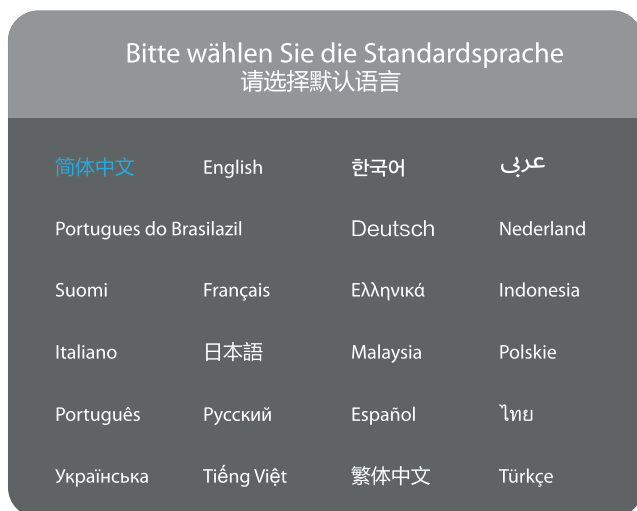 Bitte wählen Sie die Standardsprache
请选择默认语言
简体中文 English 한국어 عربى
Portugues do Brasilazil Deutsch Nederland
Suomi Français Ελληνικά Indonesia
Italiano 日本語 Malaysia Polskie
Português Русский Español ไทย
Українська Tiếng Việt 繁体中文 Türkçe